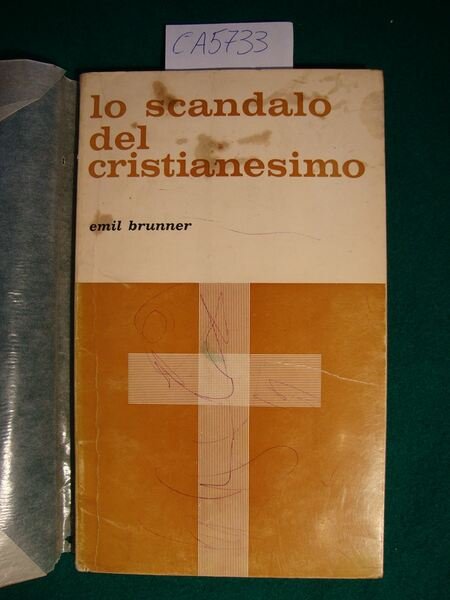 CA5733
lo scandalo
del
cristianesimo
emil brunner